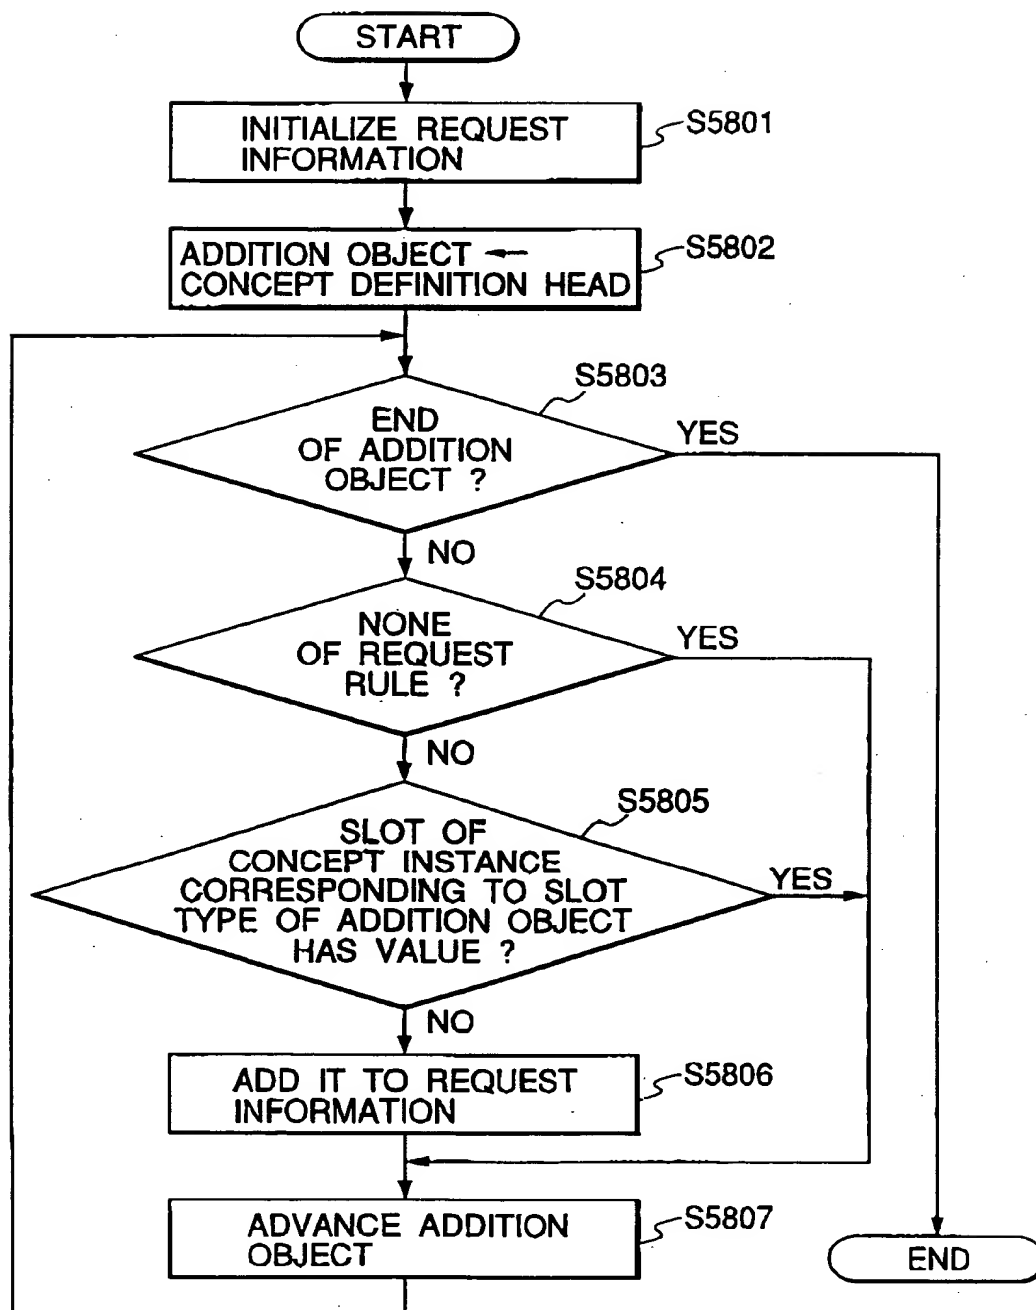 START
INITIALIZE REQUEST
INFORMATION
S5801
ADDITION OBJECT ←
CONCEPT DEFINITION HEAD
S5802
S5803
END
OF ADDITION
OBJECT ?
YES
NO
S5804
NONE
OF REQUEST
RULE ?
YES
NO
S5805
SLOT OF
CONCEPT INSTANCE
CORRESPONDING TO SLOT
TYPE OF ADDITION OBJECT
HAS VALUE ?
YES
NO
ADD IT TO REQUEST
INFORMATION
S5806
ADVANCE ADDITION
OBJECT
S5807
END